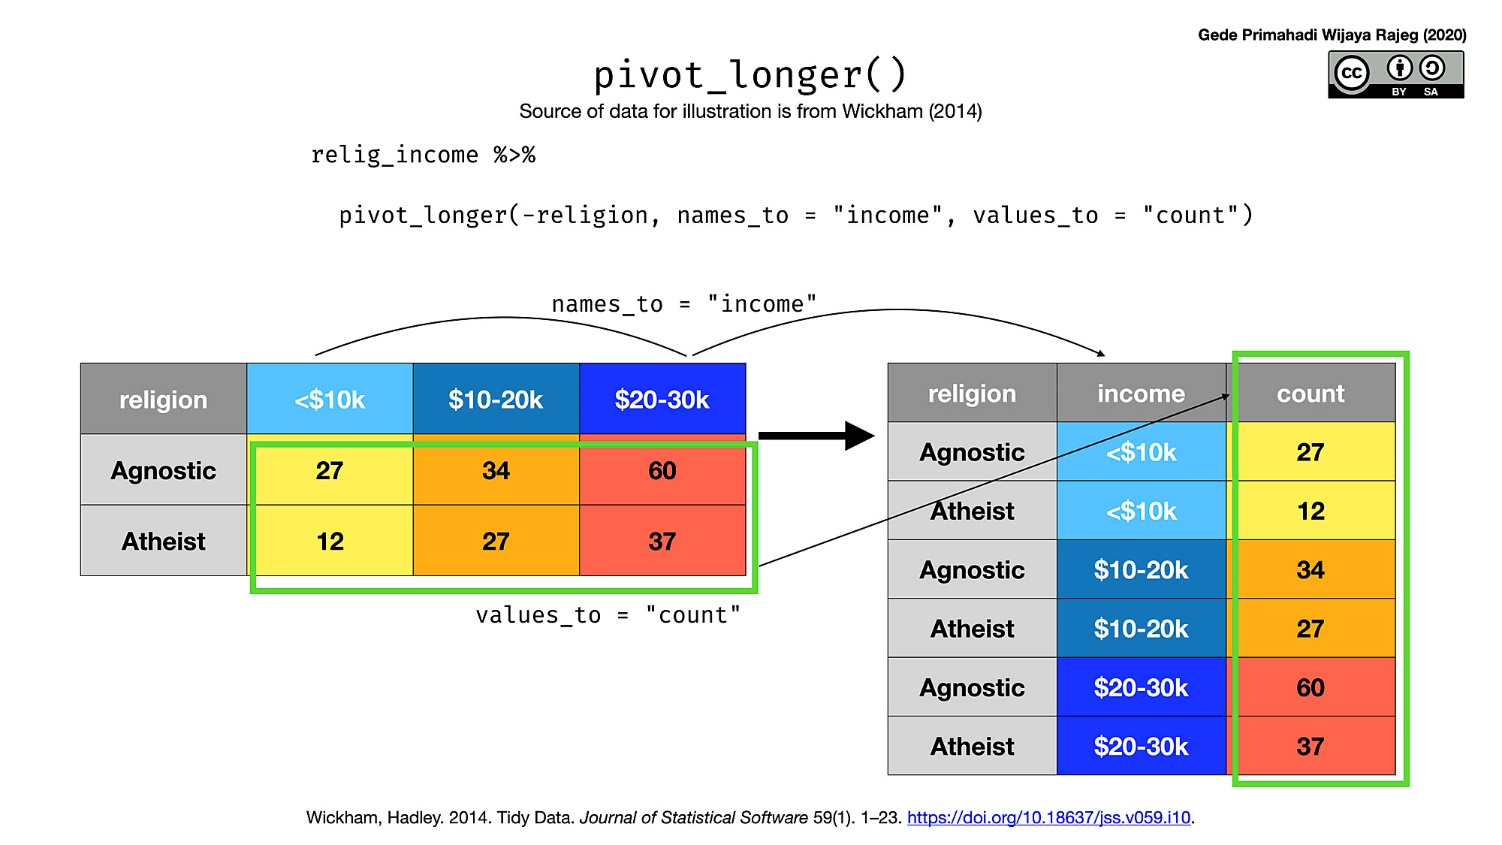 Gede Primahadi Wijaya Rajeg (2020)
cc
BY SA
pivot_longer()
Source of data for illustration is from Wickham (2014)
relig_income %>%
pivot_longer(-religion, names_to = "income", values_to = "count")
names_to = "income"
religion <$10k $10-20k $20-30k
Agnostic 27 34 60
Atheist 12 27 37
values_to = "count"
religion income count
Agnostic <$10k 27
Atheist <$10k 12
Agnostic $10-20k 34
Atheist $10-20k 27
Agnostic $20-30k 60
Atheist $20-30k 37
Wickham, Hadley. 2014. Tidy Data. Journal of Statistical Software 59(1). 1–23. https://doi.org/10.18637/jss.v059.i10.